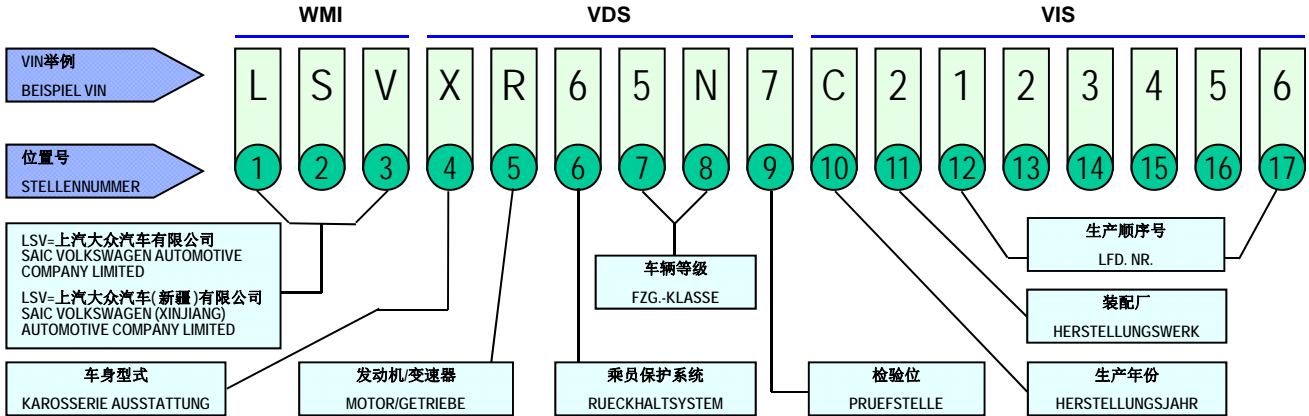 WMI VDS VIS
VIN举例
BEISPIEL VIN
L S V X R 6 5 N 7 C 2 1 2 3 4 5 6
位置号
STELLENNUMMER
1 2 3 4 5 6 7 8 9 10 11 12 13 14 15 16 17
LSV=上汽大众汽车有限公司
SAIC VOLKSWAGEN AUTOMOTIVE
COMPANY LIMITED
LSV=上汽大众汽车(新疆)有限公司
SAIC VOLKSWAGEN (XINJIANG)
AUTOMOTIVE COMPANY LIMITED
车辆等级
FZG.-KLASSE
生产顺序号
LFD. NR.
装配厂
HERSTELLUNGSWERK
车身型式
KAROSSERIE AUSSTATTUNG
发动机/变速器
MOTOR/GETRIEBE
乘员保护系统
RUECKHALTSYSTEM
检验位
PRUEFSTELLE
生产年份
HERSTELLUNGSJAHR